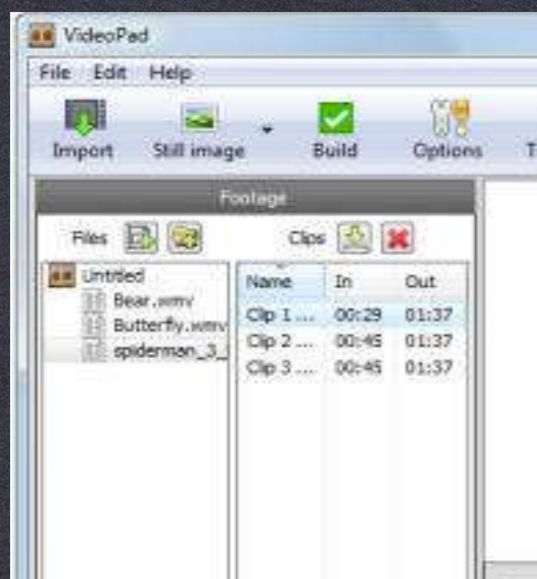 VideoPad
File Edit Help
Import Still image Build Options T
Footage
Files Clips
Untitled
Bear.wmv
Butterfly.wmv
spiderman_3_
Name In Out
Clip 1 ... 00:29 01:37
Clip 2 ... 00:45 01:37
Clip 3 ... 00:45 01:37